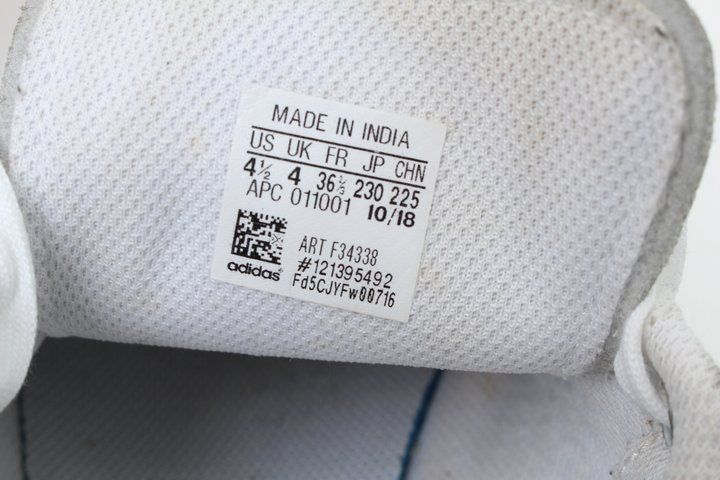 MADE IN INDIA
US UK FR JP CHN
4½ 4 36⅔ 230 225
APC 011001 10/18
ART F34338
#121395492
Fd5CJYFw00716
adidas